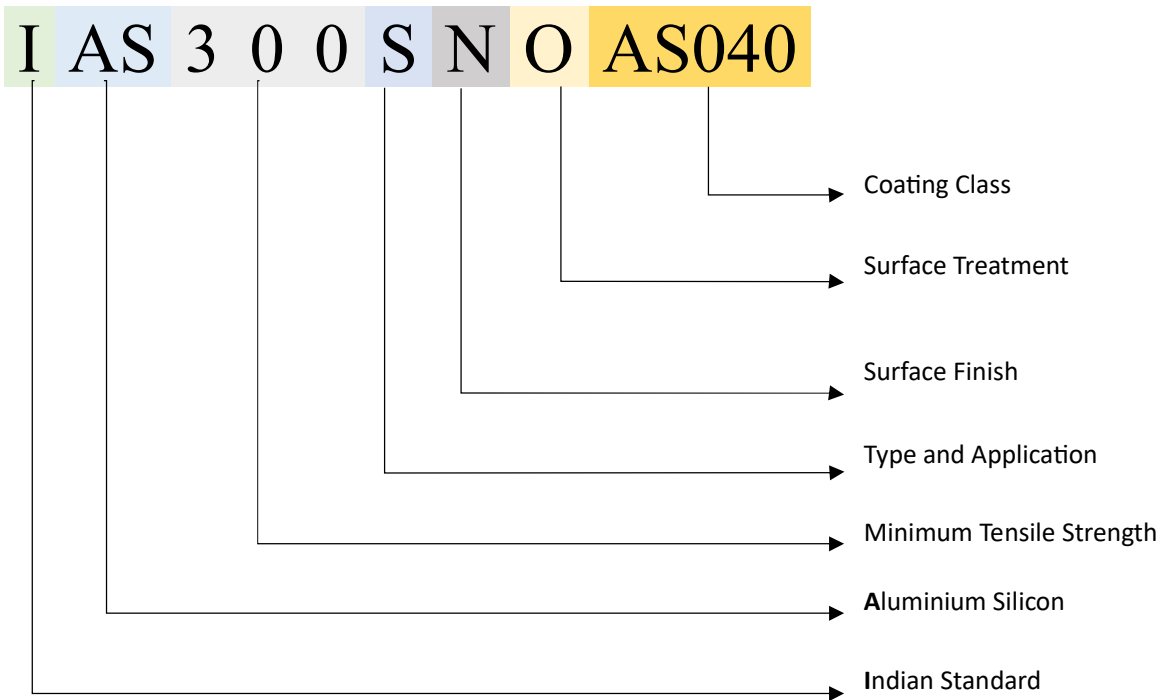 I AS 3 0 0 S N O AS040
Coating Class
Surface Treatment
Surface Finish
Type and Application
Minimum Tensile Strength
Aluminium Silicon
Indian Standard